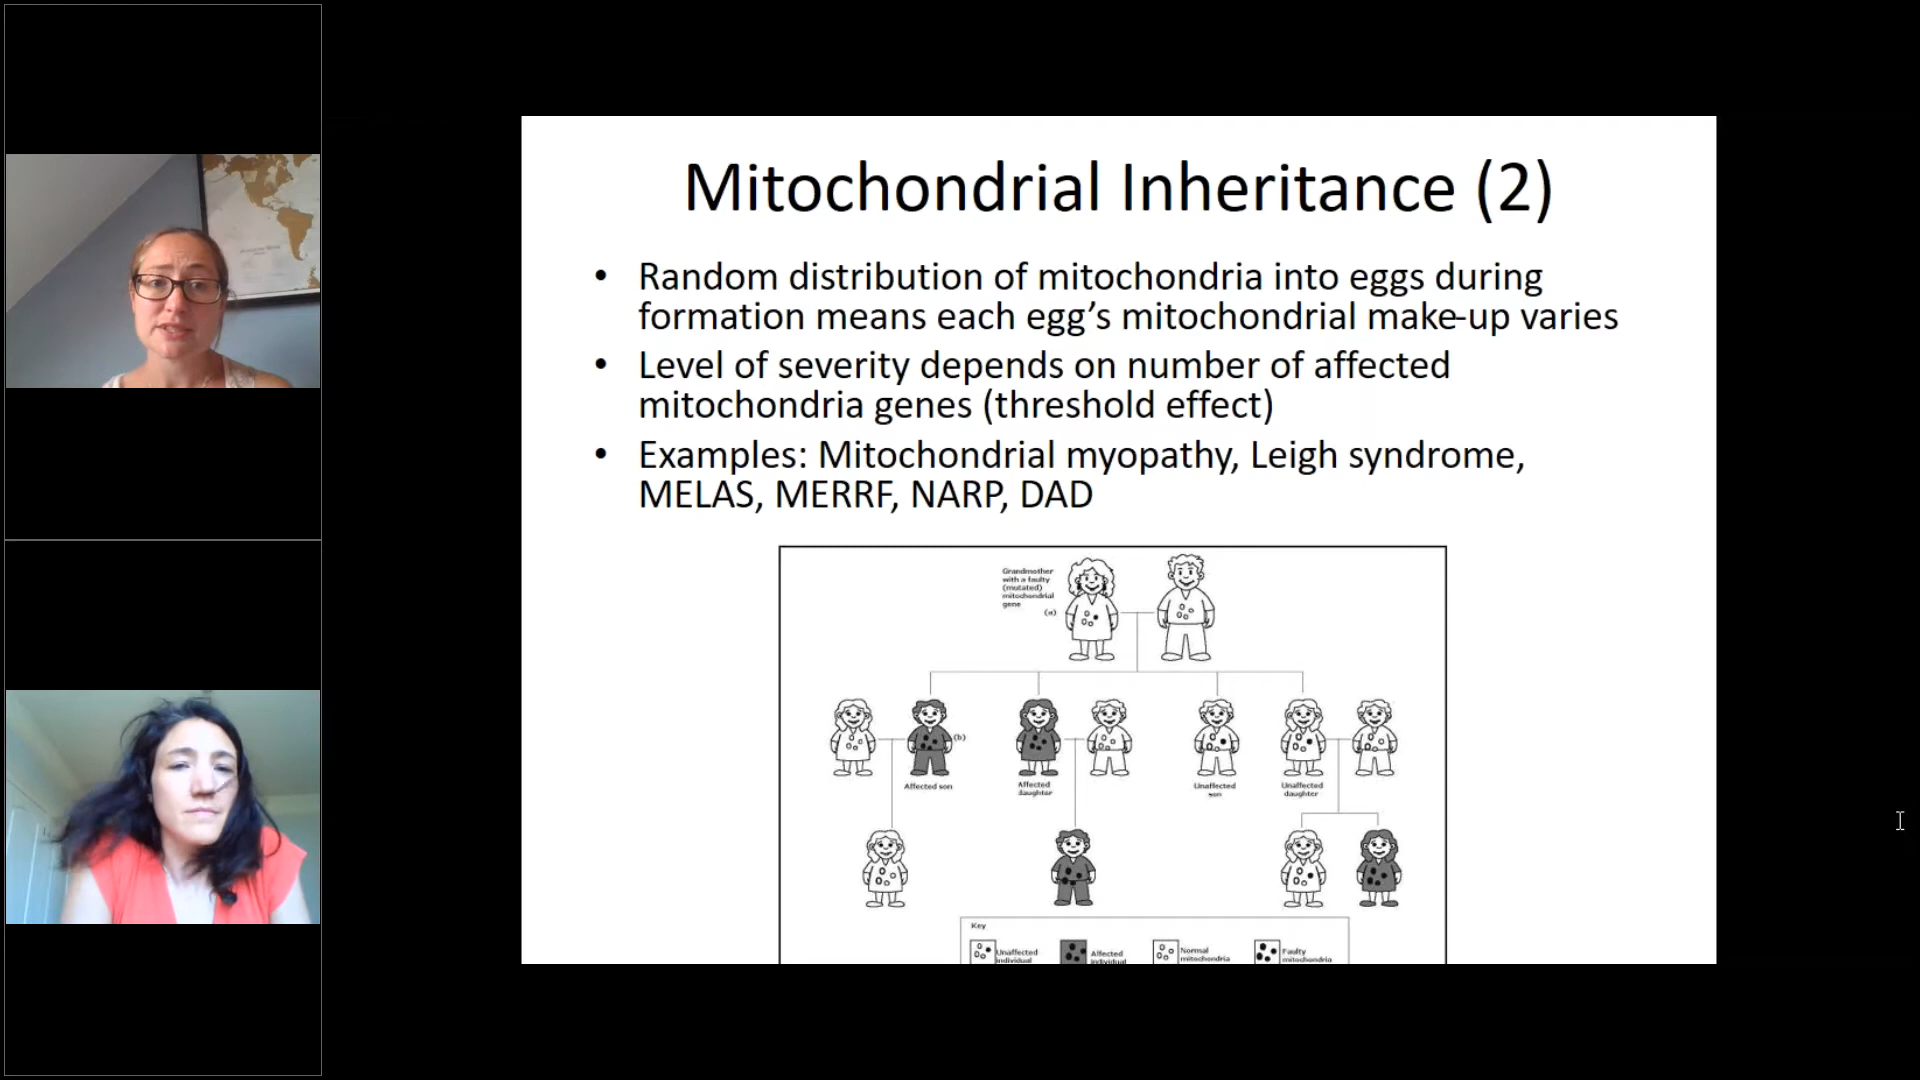 Mitochondrial Inheritance (2)
• Random distribution of mitochondria into eggs during
formation means each egg’s mitochondrial make-up varies
• Level of severity depends on number of affected
mitochondria genes (threshold effect)
• Examples: Mitochondrial myopathy, Leigh syndrome,
MELAS, MERRF, NARP, DAD
Grandmother
with a faulty
(mutated)
mitochondrial
gene
(a)
(b)
Affected son
Affected
daughter
Unaffected
son
Unaffected
daughter
Key
Unaffected
individual
Affected
individual
Normal
mitochondria
Faulty
mitochondria